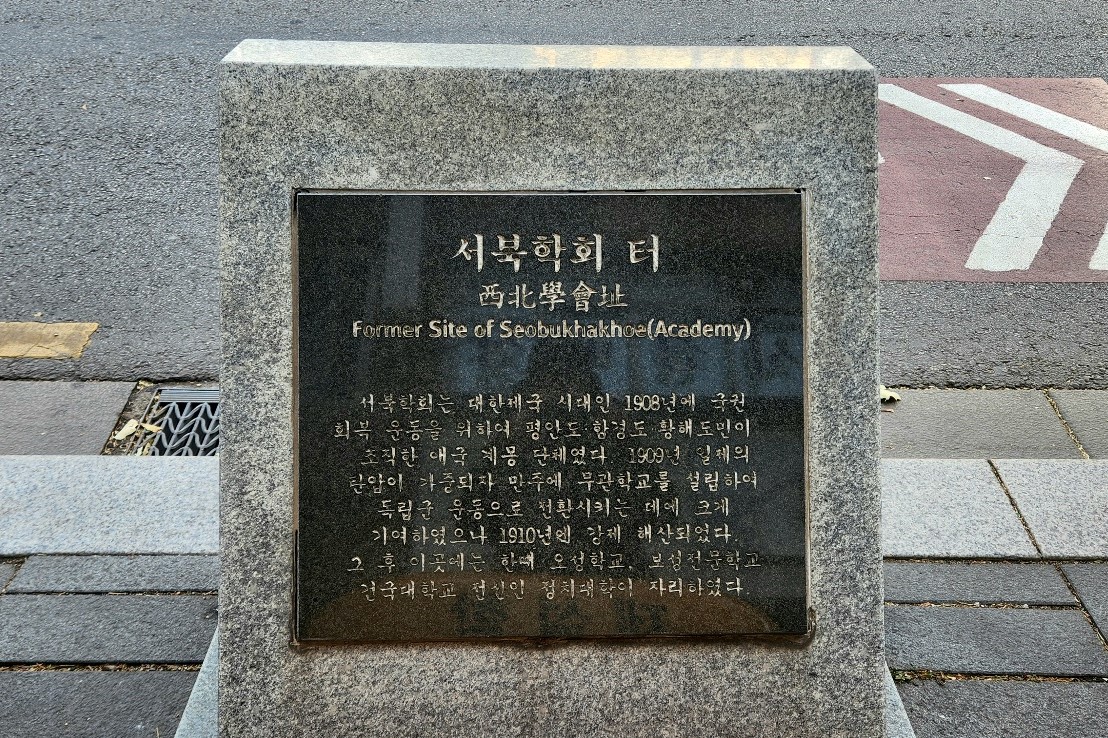 서북학회 터
西北學會址
Former Site of Seobukhakhoe(Academy)
서북학회는 대한제국 시대인 1908년에 국권
회복 운동을 위하여 평안도·함경도·황해도민이
조직한 애국 계몽 단체였다. 1909년 일제의
탄압이 가중되자 만주에 무관학교를 설립하여
독립군 운동으로 전환시키는 데에 크게
기여하였으나 1910년엔 강제 해산되었다.
그 후 이곳에는 한때 오성학교, 보성전문학교
건국대학교 전신인 정치대학이 자리하였다.